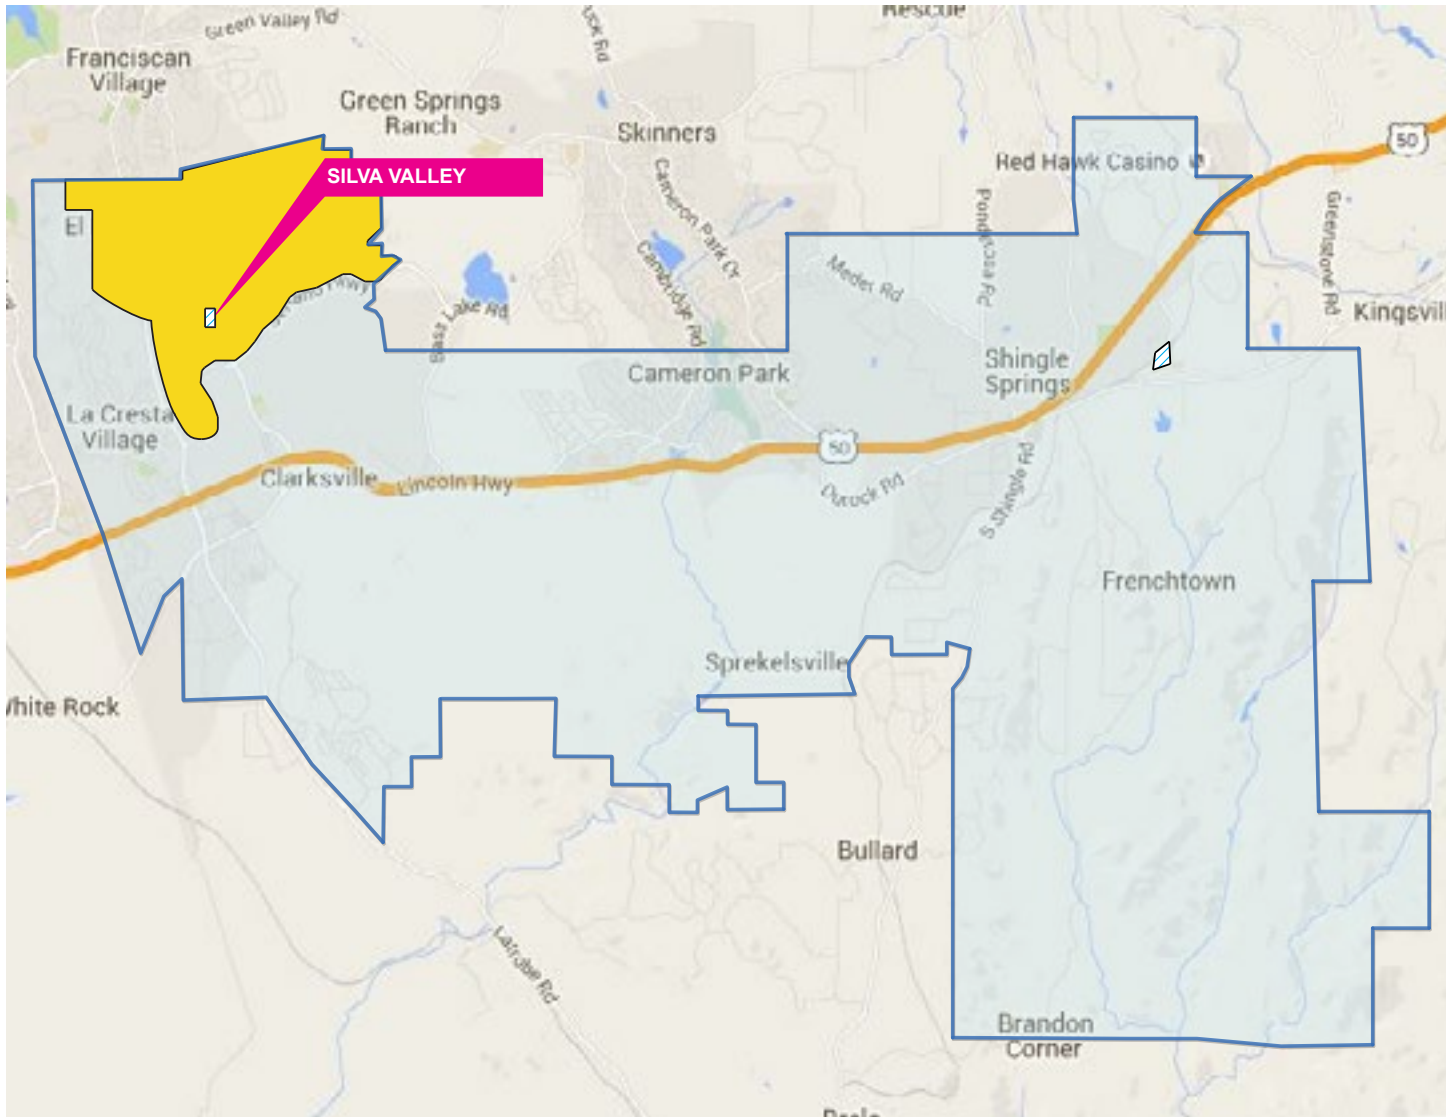 Rescue
Green Valley Rd
Franciscan
Village
Green Springs
Ranch
Skinners
50
Red Hawk Casino
SILVA VALLEY
Cameron Park Dr
Ponderosa Rd
Greenstone Rd
El
Cambridge Rd
Meder Rd
Hwy
Bass Lake Rd
Shingle
Springs
Cameron Park
La Cresta
Village
50
Clarksville
Lincoln Hwy
Durock Rd
S Shingle Rd
Frenchtown
Sprekelsville
White Rock
Bullard
Latrobe Rd
Brandon
Corner